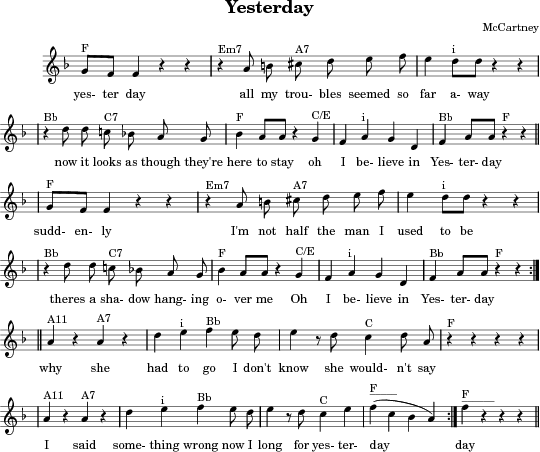 Yesterday
McCartney
F
yes- ter day
Em7 A7 i
all my trou- bles seemed so far a- way
Bb C7 F C/E i Bb F
now it looks as though they're here to stay oh I be- lieve in Yes- ter- day
F Em7 A7 i
sudd- en- ly I'm not half the man I used to be
Bb C7 F C/E i Bb F
theres a sha- dow hang- ing o- ver me Oh I be- lieve in Yes- ter- day
A11 A7 i Bb C F
why she had to go I don't know she would- n't say
A11 A7 i Bb C F F
I said some- thing wrong now I long for yes- ter- day day